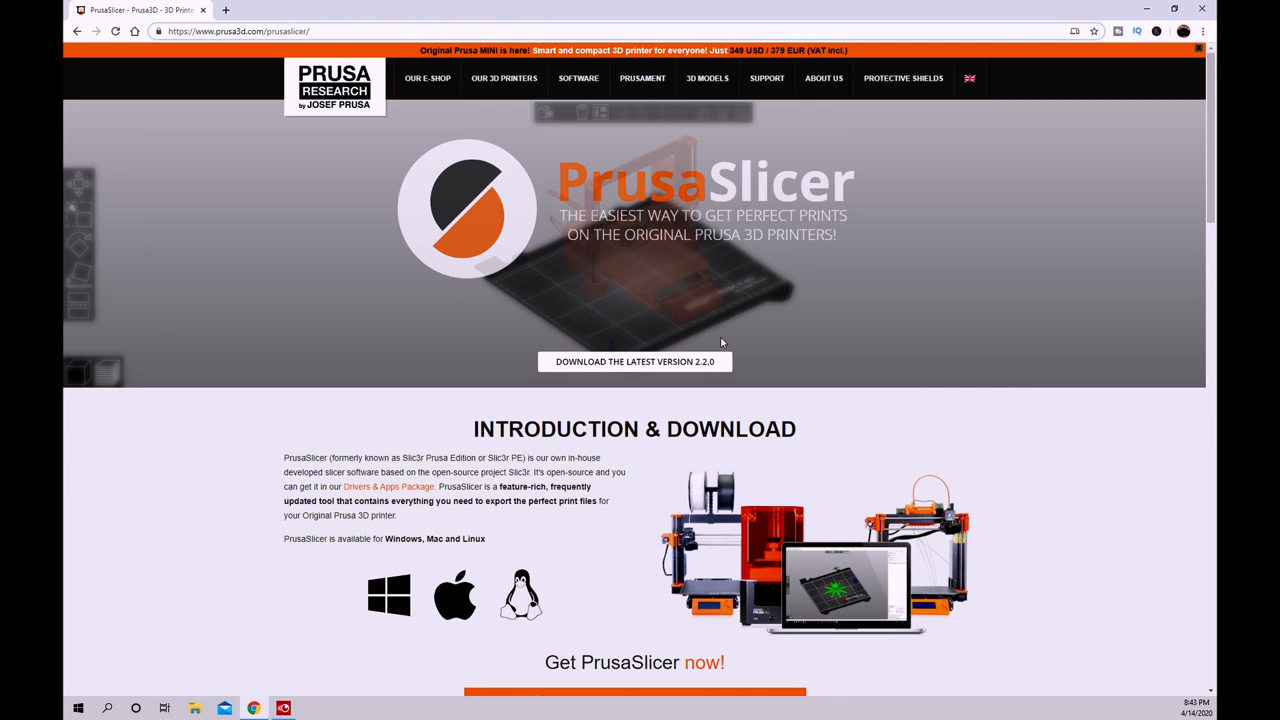 PrusaSlicer - Prusa3D - 3D Printe
https://www.prusa3d.com/prusaslicer/
Original Prusa MINI is here! Smart and compact 3D printer for everyone! Just 349 USD / 379 EUR (VAT incl.)
PRUSA
RESEARCH
by JOSEF PRUSA
OUR E-SHOP
OUR 3D PRINTERS
SOFTWARE
PRUSAMENT
3D MODELS
SUPPORT
ABOUT US
PROTECTIVE SHIELDS
PrusaSlicer
THE EASIEST WAY TO GET PERFECT PRINTS
ON THE ORIGINAL PRUSA 3D PRINTERS!
DOWNLOAD THE LATEST VERSION 2.2.0
INTRODUCTION & DOWNLOAD
PrusaSlicer (formerly known as Slic3r Prusa Edition or Slic3r PE) is our own in-house
developed slicer software based on the open-source project Slic3r. It's open-source and you
can get it in our Drivers & Apps Package. PrusaSlicer is a feature-rich, frequently
updated tool that contains everything you need to export the perfect print files for
your Original Prusa 3D printer.
PrusaSlicer is available for Windows, Mac and Linux
Get PrusaSlicer now!
8:43 PM
4/14/2020